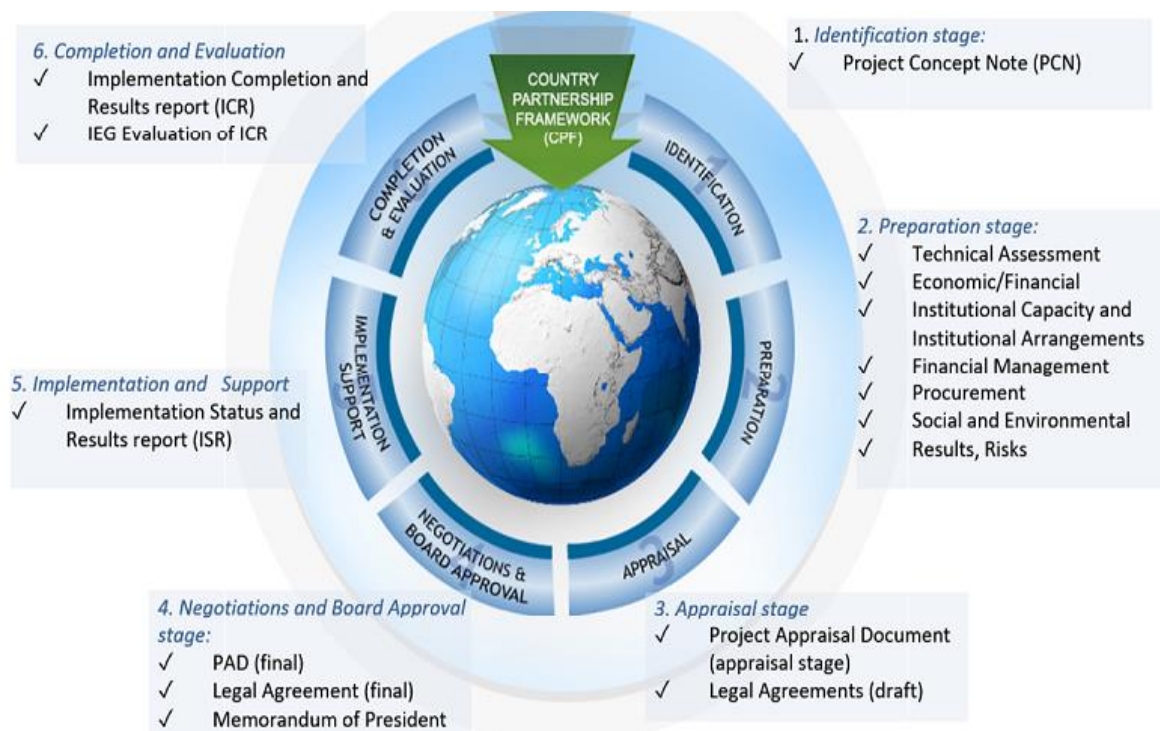 6. Completion and Evaluation
✓ Implementation Completion and
Results report (ICR)
✓ IEG Evaluation of ICR
COUNTRY
PARTNERSHIP
FRAMEWORK
(CPF)
1. Identification stage:
✓ Project Concept Note (PCN)
2. Preparation stage:
✓ Technical Assessment
✓ Economic/Financial
✓ Institutional Capacity and
Institutional Arrangements
✓ Financial Management
✓ Procurement
✓ Social and Environmental
✓ Results, Risks
3. Appraisal stage
✓ Project Appraisal Document
(appraisal stage)
✓ Legal Agreements (draft)
4. Negotiations and Board Approval
stage:
✓ PAD (final)
✓ Legal Agreement (final)
✓ Memorandum of President
5. Implementation and Support
✓ Implementation Status and
Results report (ISR)
1
IDENTIFICATION
2
PREPARATION
3
APPRAISAL
4
NEGOTIATIONS &
BOARD APPROVAL
IMPLEMENTATION
SUPPORT
COMPLETION
& EVALUATION